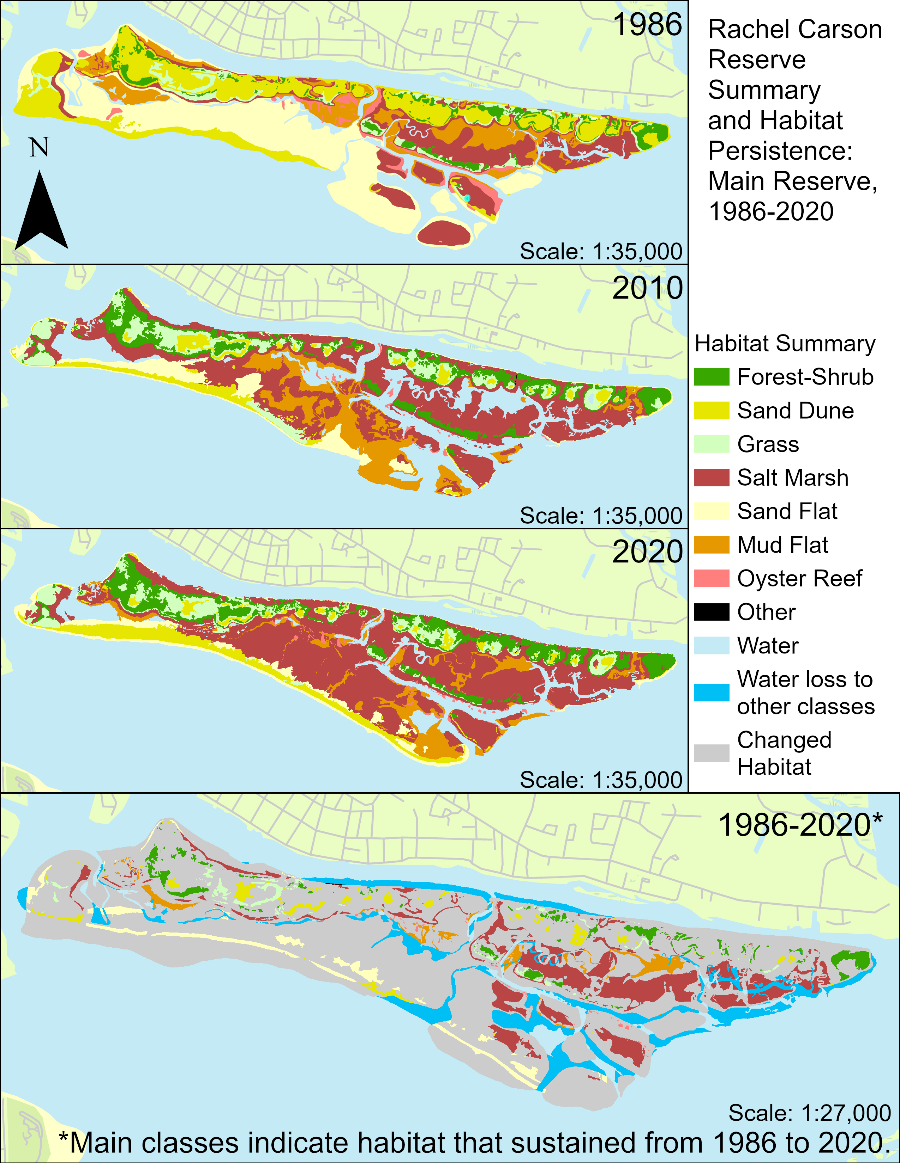 1986
Rachel Carson
Reserve
Summary
and Habitat
Persistence:
Main Reserve,
1986-2020
N
Scale: 1:35,000
2010
Scale: 1:35,000
2020
Scale: 1:35,000
Habitat Summary
Forest-Shrub
Sand Dune
Grass
Salt Marsh
Sand Flat
Mud Flat
Oyster Reef
Other
Water
Water loss to
other classes
Changed
Habitat
1986-2020*
Scale: 1:27,000
*Main classes indicate habitat that sustained from 1986 to 2020.